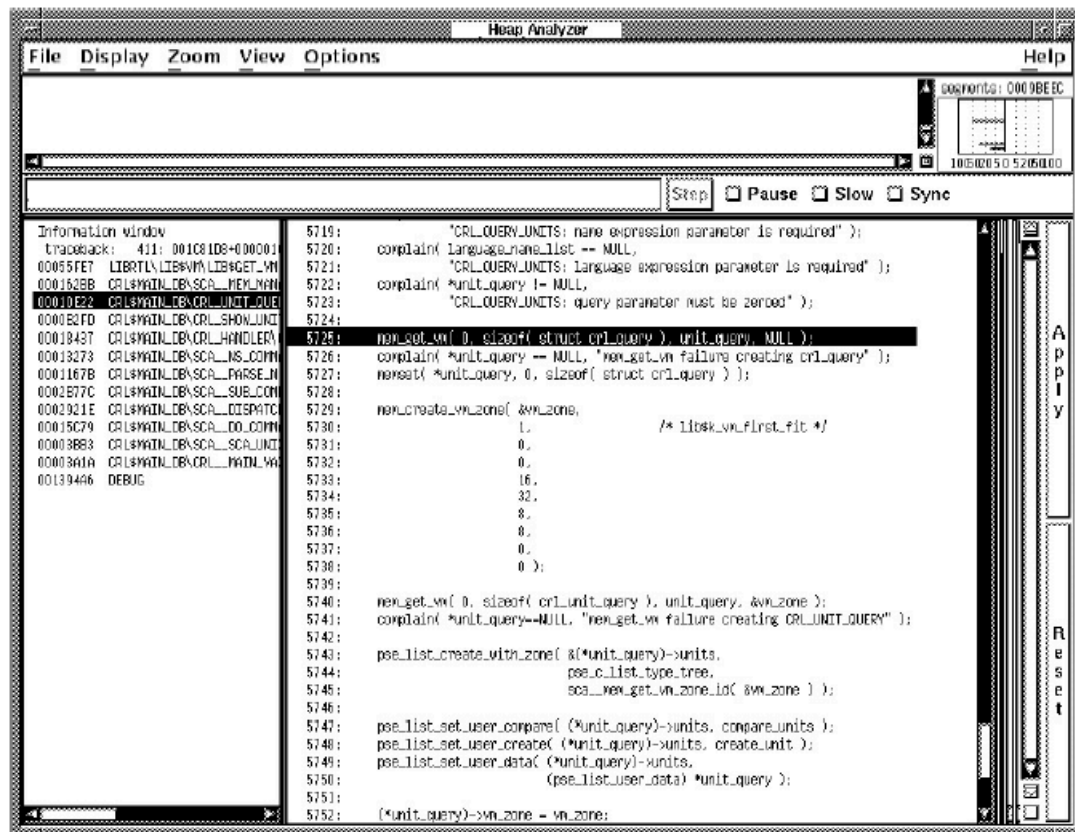 Heap Analyzer
File Display Zoom View Options Help
segments: 0009BEEC
Step Pause Slow Sync
Information window
traceback: 411: 001C81D8+000001
00055FE7 LIBRTL\LIB$VM\LIB$GET_VM
000162BB CRL$MAIN_DB\SCA__MEM_MAN
00010E22 CRL$MAIN_DB\CRL_UNIT_QUE
0000B2FD CRL$MAIN_DB\CRL_SHOW_UNI
00018437 CRL$MAIN_DB\CRL_HANDLER\
00013273 CRL$MAIN_DB\SCA__NS_COMM
0001167B CRL$MAIN_DB\SCA__PARSE_N
0002B77C CRL$MAIN_DB\SCA__SUB_COM
0002921E CRL$MAIN_DB\SCA__DISPATC
00015C79 CRL$MAIN_DB\SCA__DO_COMM
00003BB3 CRL$MAIN_DB\SCA__SCA_UNI
00003A1A CRL$MAIN_DB\CRL__MAIN_VA
001394A6 DEBUG
5719: "CRL_QUERY_UNITS: name expression parameter is required" );
5720: complain( language_name_list == NULL,
5721: "CRL_QUERY_UNITS: language expression parameter is required" );
5722: complain( *unit_query != NULL,
5723: "CRL_QUERY_UNITS: query parameter must be zeroed" );
5724:
5725: mem_get_vm( 0, sizeof( struct crl_query ), unit_query, NULL );
5726: complain( *unit_query == NULL, "mem_get_vm failure creating crl_query" );
5727: memset( *unit_query, 0, sizeof( struct crl_query ) );
5728:
5729: mem_create_vm_zone( &vm_zone,
5730: 1, /* lib$k_vm_first_fit */
5731: 0,
5732: 0,
5733: 16,
5734: 32,
5735: 8,
5736: 8,
5737: 0,
5738: 0 );
5739:
5740: mem_get_vm( 0, sizeof( crl_unit_query ), unit_query, &vm_zone );
5741: complain( *unit_query==NULL, "mem_get_vm failure creating CRL_UNIT_QUERY" );
5742:
5743: pse_list_create_with_zone( &(*unit_query)->units,
5744: pse_c_list_type_tree,
5745: sca__mem_get_vm_zone_id( &vm_zone ) );
5746:
5747: pse_list_set_user_compare( (*unit_query)->units, compare_units );
5748: pse_list_set_user_create( (*unit_query)->units, create_unit );
5749: pse_list_set_user_data( (*unit_query)->units,
5750: (pse_list_user_data) *unit_query );
5751:
5752: (*unit_query)->vm_zone = vm_zone;
Apply
Reset